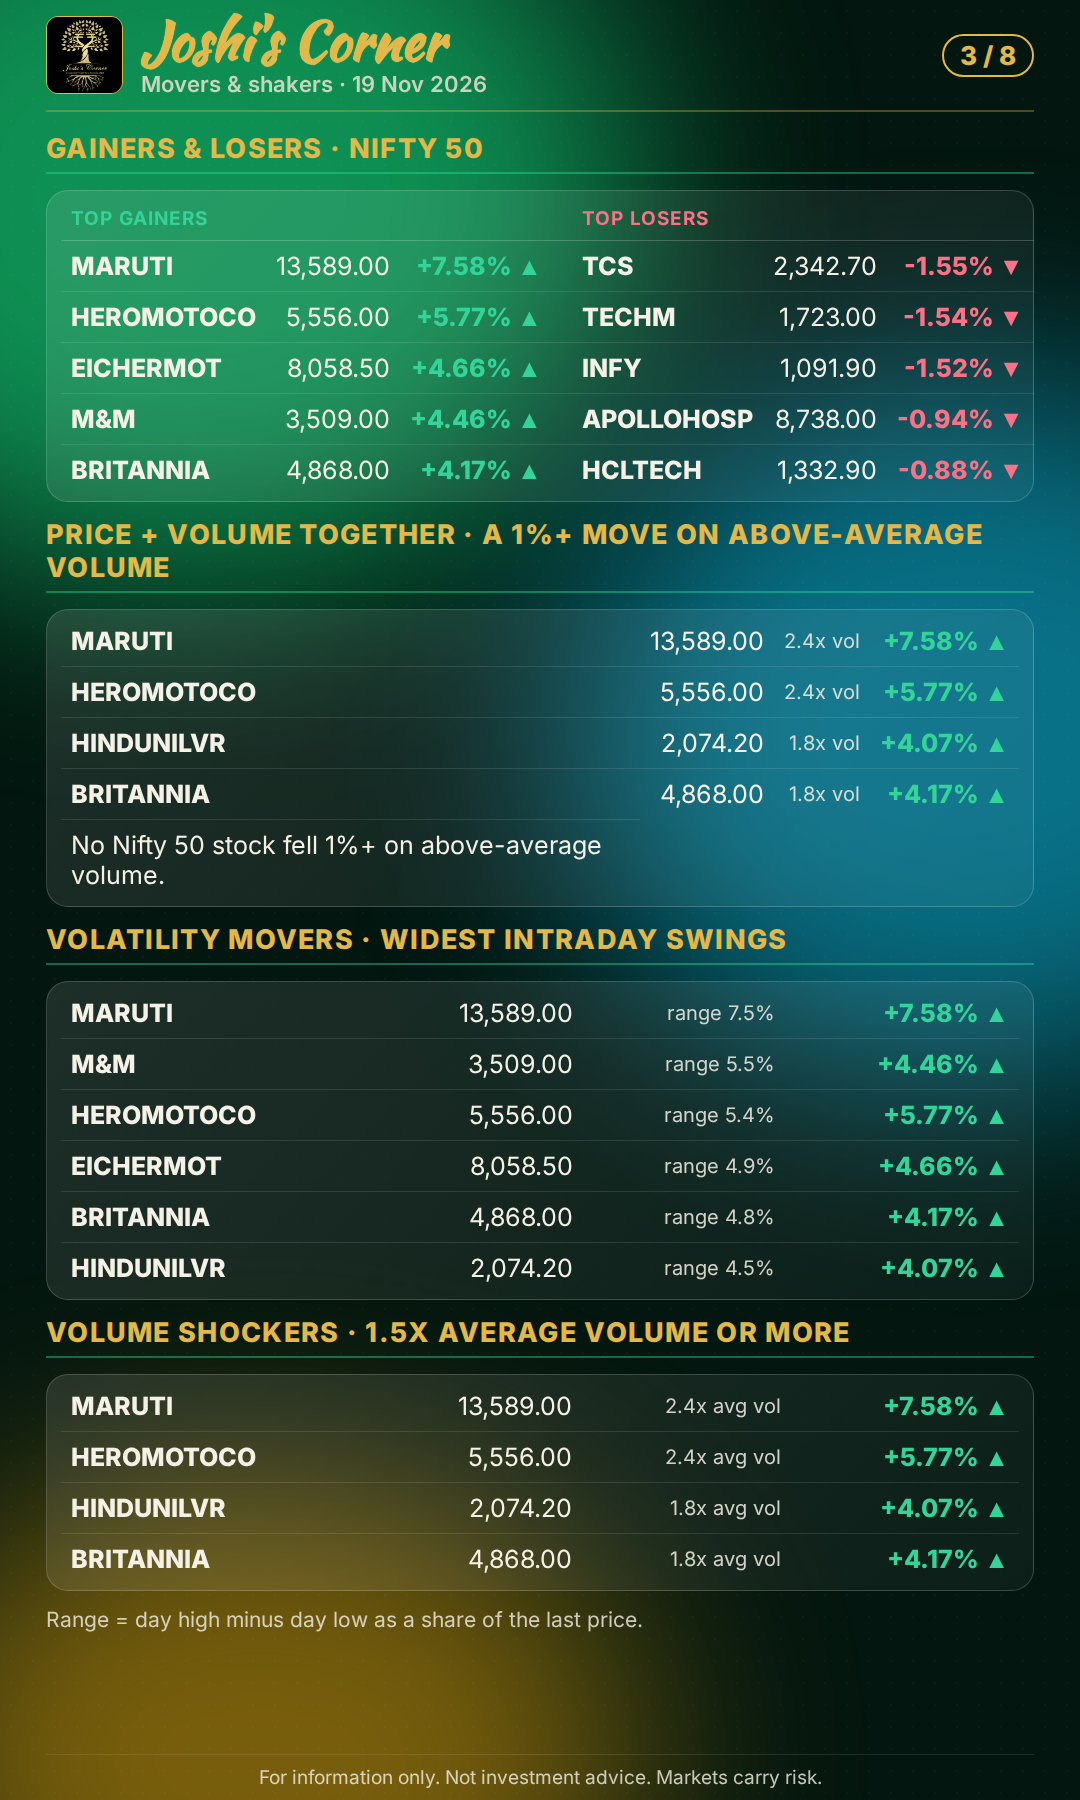 Joshi's Corner
Movers & shakers · 19 Nov 2026
3 / 8
GAINERS & LOSERS · NIFTY 50
TOP GAINERS TOP LOSERS
MARUTI 13,589.00 +7.58% ▲ TCS 2,342.70 -1.55% ▼
HEROMOTOCO 5,556.00 +5.77% ▲ TECHM 1,723.00 -1.54% ▼
EICHERMOT 8,058.50 +4.66% ▲ INFY 1,091.90 -1.52% ▼
M&M 3,509.00 +4.46% ▲ APOLLOHOSP 8,738.00 -0.94% ▼
BRITANNIA 4,868.00 +4.17% ▲ HCLTECH 1,332.90 -0.88% ▼
PRICE + VOLUME TOGETHER · A 1%+ MOVE ON ABOVE-AVERAGE
VOLUME
MARUTI 13,589.00 2.4x vol +7.58% ▲
HEROMOTOCO 5,556.00 2.4x vol +5.77% ▲
HINDUNILVR 2,074.20 1.8x vol +4.07% ▲
BRITANNIA 4,868.00 1.8x vol +4.17% ▲
No Nifty 50 stock fell 1%+ on above-average
volume.
VOLATILITY MOVERS · WIDEST INTRADAY SWINGS
MARUTI 13,589.00 range 7.5% +7.58% ▲
M&M 3,509.00 range 5.5% +4.46% ▲
HEROMOTOCO 5,556.00 range 5.4% +5.77% ▲
EICHERMOT 8,058.50 range 4.9% +4.66% ▲
BRITANNIA 4,868.00 range 4.8% +4.17% ▲
HINDUNILVR 2,074.20 range 4.5% +4.07% ▲
VOLUME SHOCKERS · 1.5X AVERAGE VOLUME OR MORE
MARUTI 13,589.00 2.4x avg vol +7.58% ▲
HEROMOTOCO 5,556.00 2.4x avg vol +5.77% ▲
HINDUNILVR 2,074.20 1.8x avg vol +4.07% ▲
BRITANNIA 4,868.00 1.8x avg vol +4.17% ▲
Range = day high minus day low as a share of the last price.
For information only. Not investment advice. Markets carry risk.